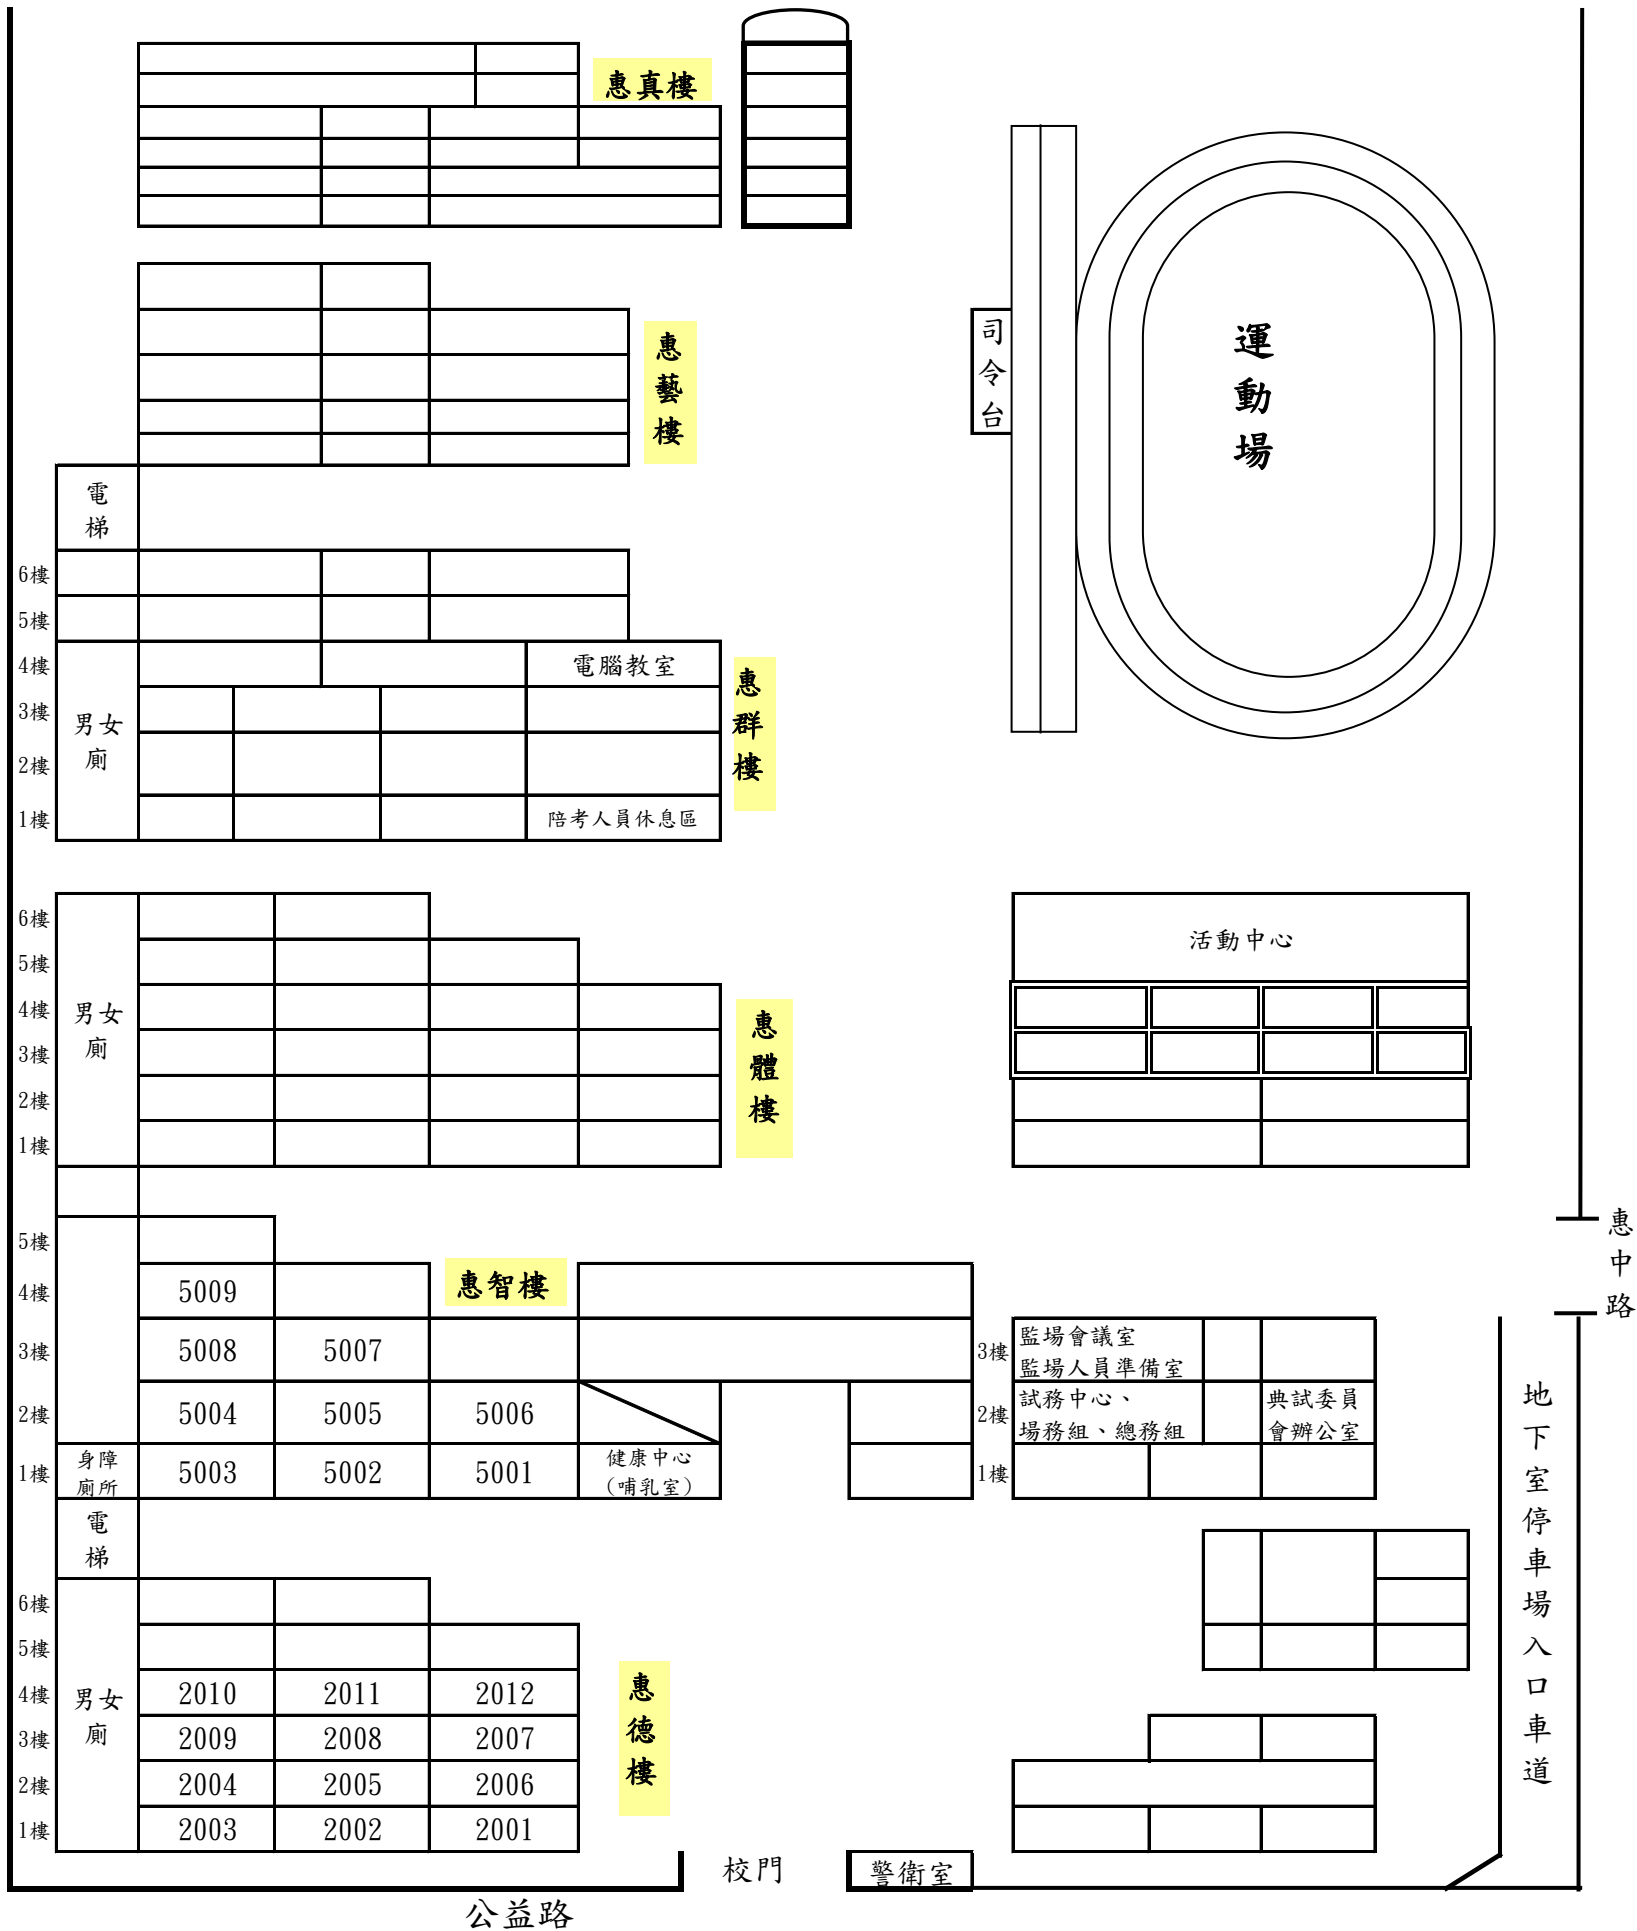 惠真樓
惠藝樓
司令台
運動場
電梯
6樓
5樓
4樓
電腦教室
3樓
男女廁
2樓
惠群樓
1樓
陪考人員休息區
6樓
活動中心
5樓
4樓
男女廁
3樓
惠體樓
2樓
1樓
5樓
惠中路
4樓
5009
惠智樓
3樓
5008
5007
3樓
監場會議室
監場人員準備室
2樓
5004
5005
5006
2樓
試務中心、
場務組、總務組
典試委員
會辦公室
1樓
身障
廁所
5003
5002
5001
健康中心
(哺乳室)
1樓
地下室停車場入口車道
電梯
6樓
5樓
4樓
男女廁
2010
2011
2012
惠德樓
3樓
2009
2008
2007
2樓
2004
2005
2006
1樓
2003
2002
2001
校門
警衛室
公益路